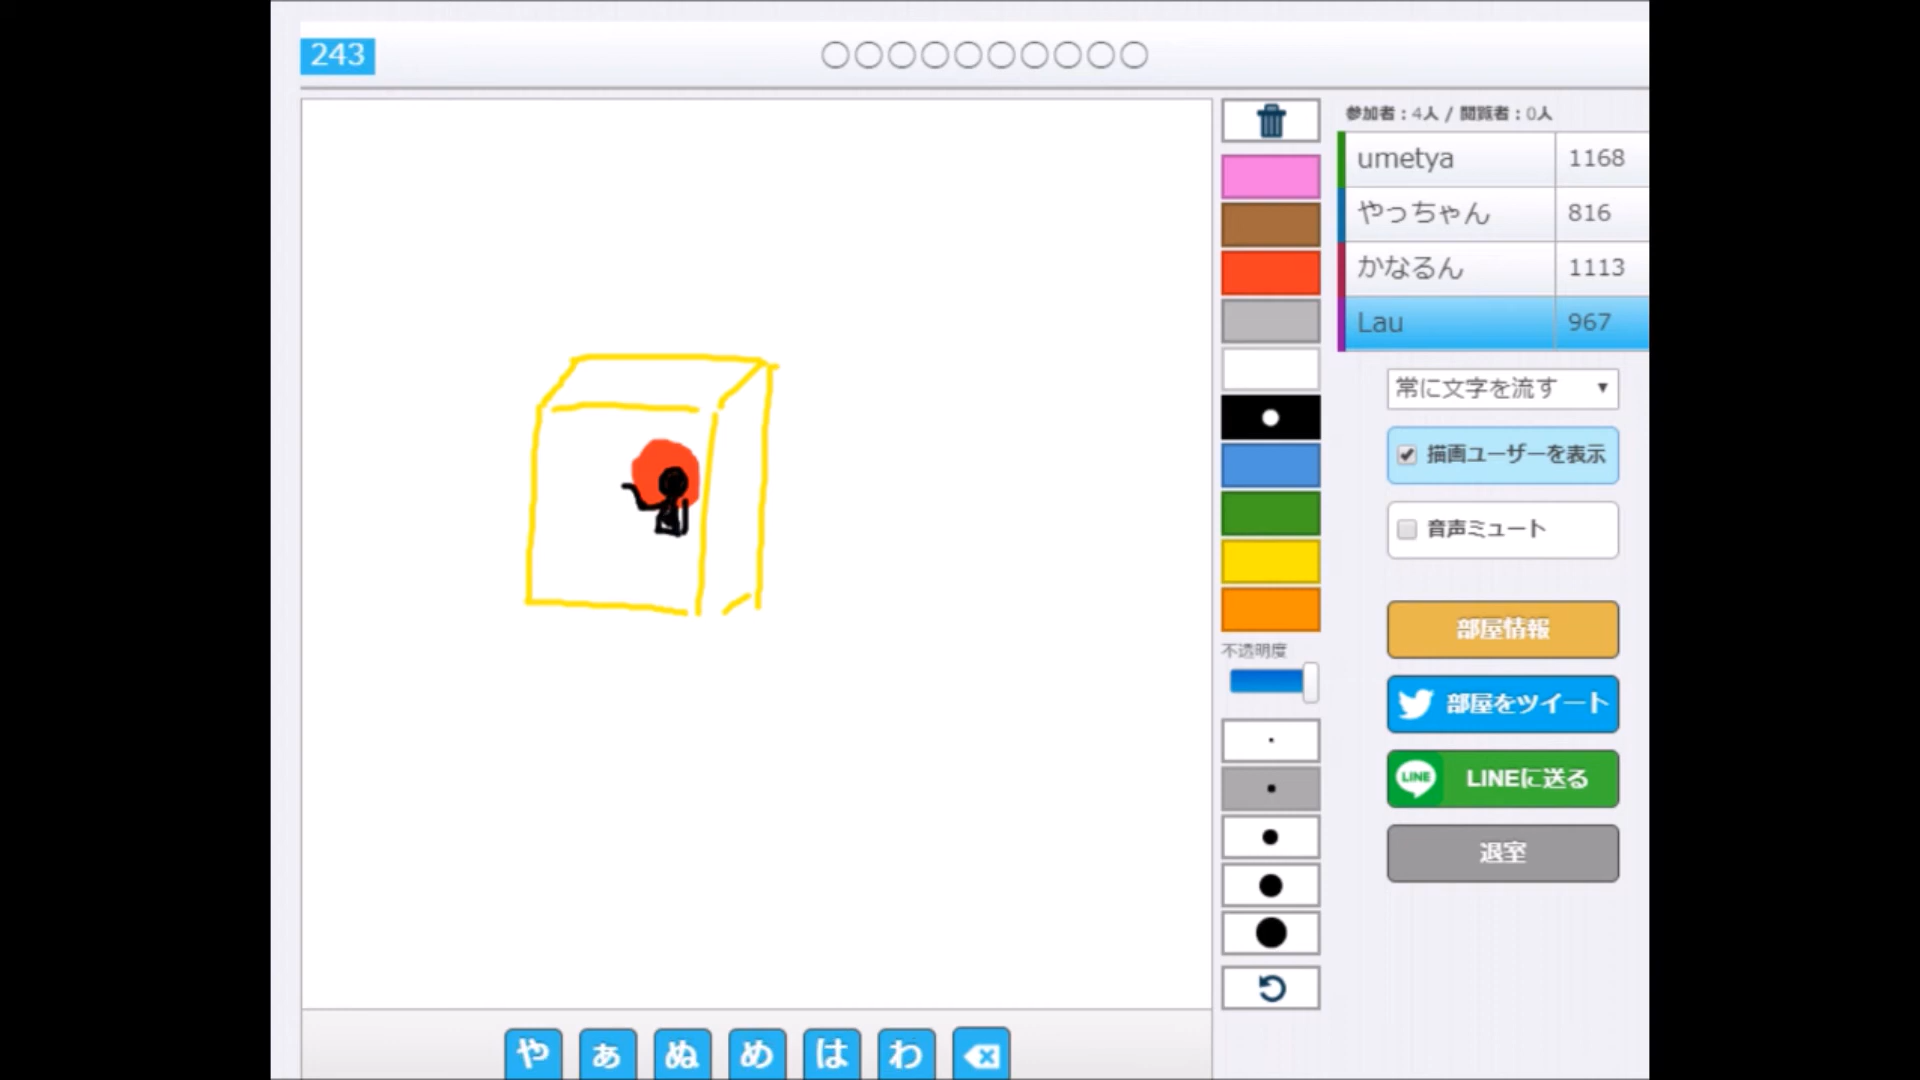 243
○○○○○○○○○○
参加者：4人 / 閲覧者：0人
umetya 1168
やっちゃん 816
かなるん 1113
Lau 967
常に文字を流す
描画ユーザーを表示
音声ミュート
不透明度
部屋情報
部屋をツイート
LINE LINEに送る
退室
や ぁ ぬ め は わ